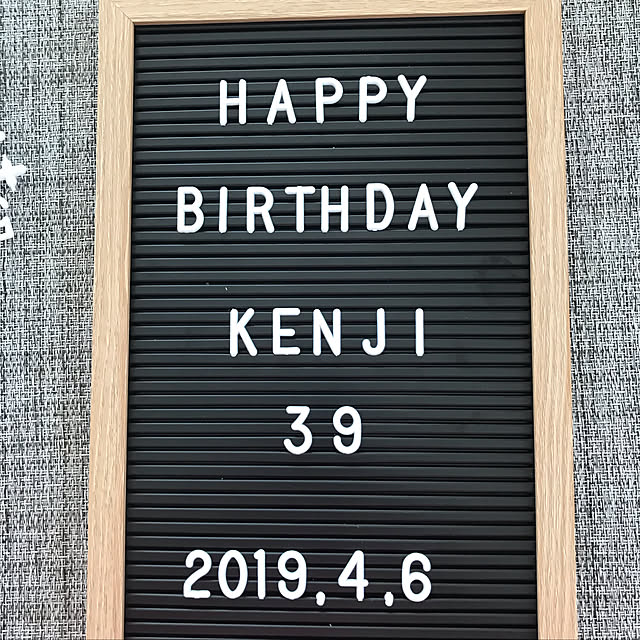 HAPPY
BIRTHDAY
KENJI
39
2019,4,6